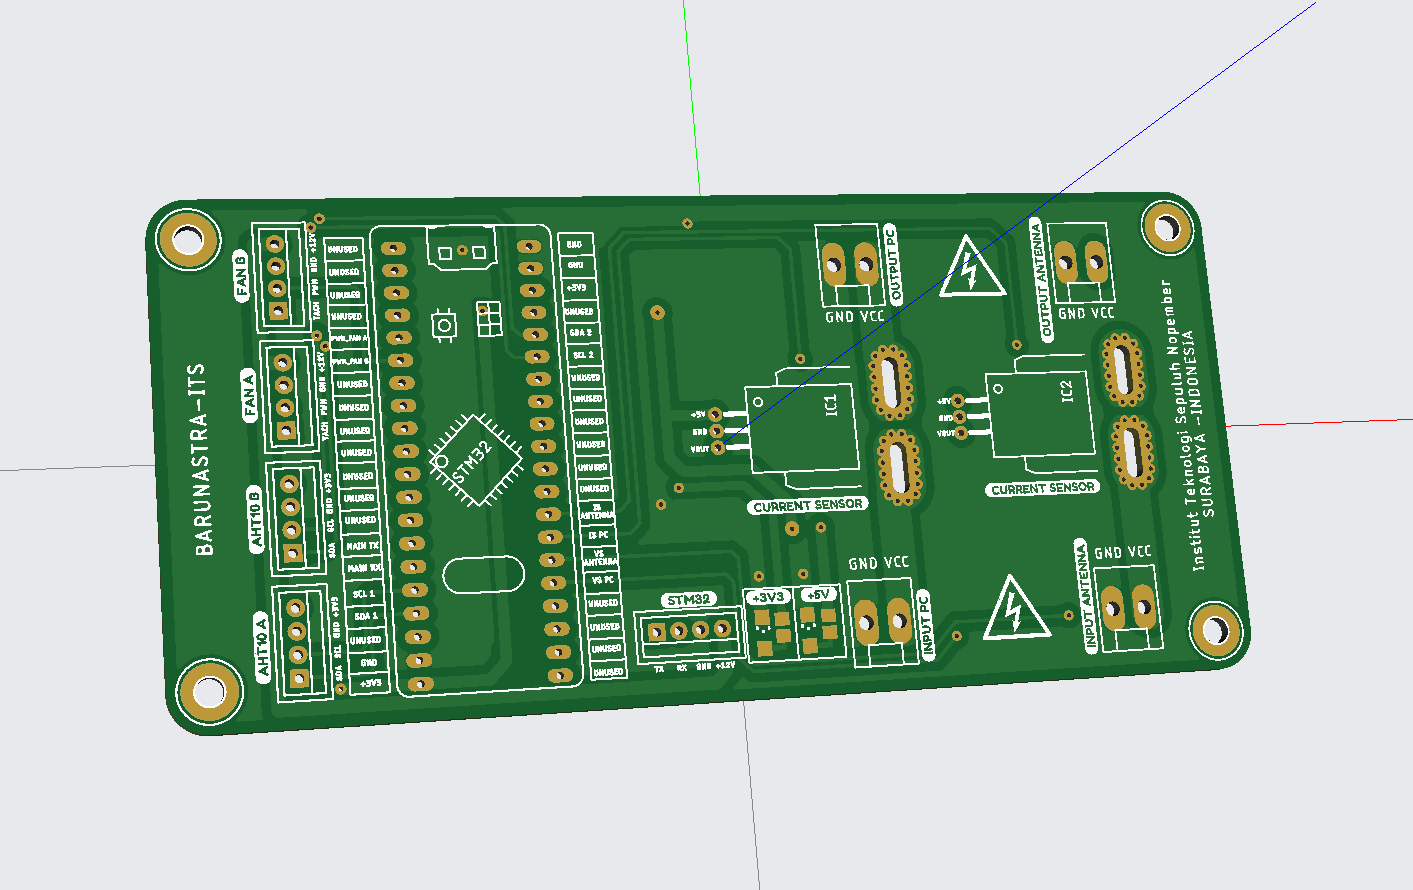 BARUNASTRA-ITS
FAN B
+12V
GND
PWM
TACH
FAN A
+12V
GND
PWM
TACH
AHT10 B
+3V3
GND
SCL
SDA
AHT10 A
+3V3
GND
SCL
SDA
UNUSED
UNUSED
UNUSED
UNUSED
PWM_FAN A
PWM_FAN B
UNUSED
UNUSED
UNUSED
UNUSED
UNUSED
UNUSED
UNUSED
MAIN TX
MAIN RX
SCL 1
SDA 1
UNUSED
GND
+3V3
STM32
GND
GND
+3V3
UNUSED
SDA 2
SCL 2
UNUSED
UNUSED
UNUSED
UNUSED
UNUSED
UNUSED
IS
ANTENNA
IS PC
VS
ANTENNA
VS PC
UNUSED
UNUSED
UNUSED
UNUSED
STM32
TX RX GND +12V
+3V3
+5V
OUTPUT PC
GND VCC
+5V
GND
VOUT
IC1
CURRENT SENSOR
GND VCC
INPUT PC
OUTPUT ANTENNA
GND VCC
+5V
GND
VOUT
IC2
CURRENT SENSOR
GND VCC
INPUT ANTENNA
Institut Teknologi Sepuluh Nopember
SURABAYA -INDONESIA